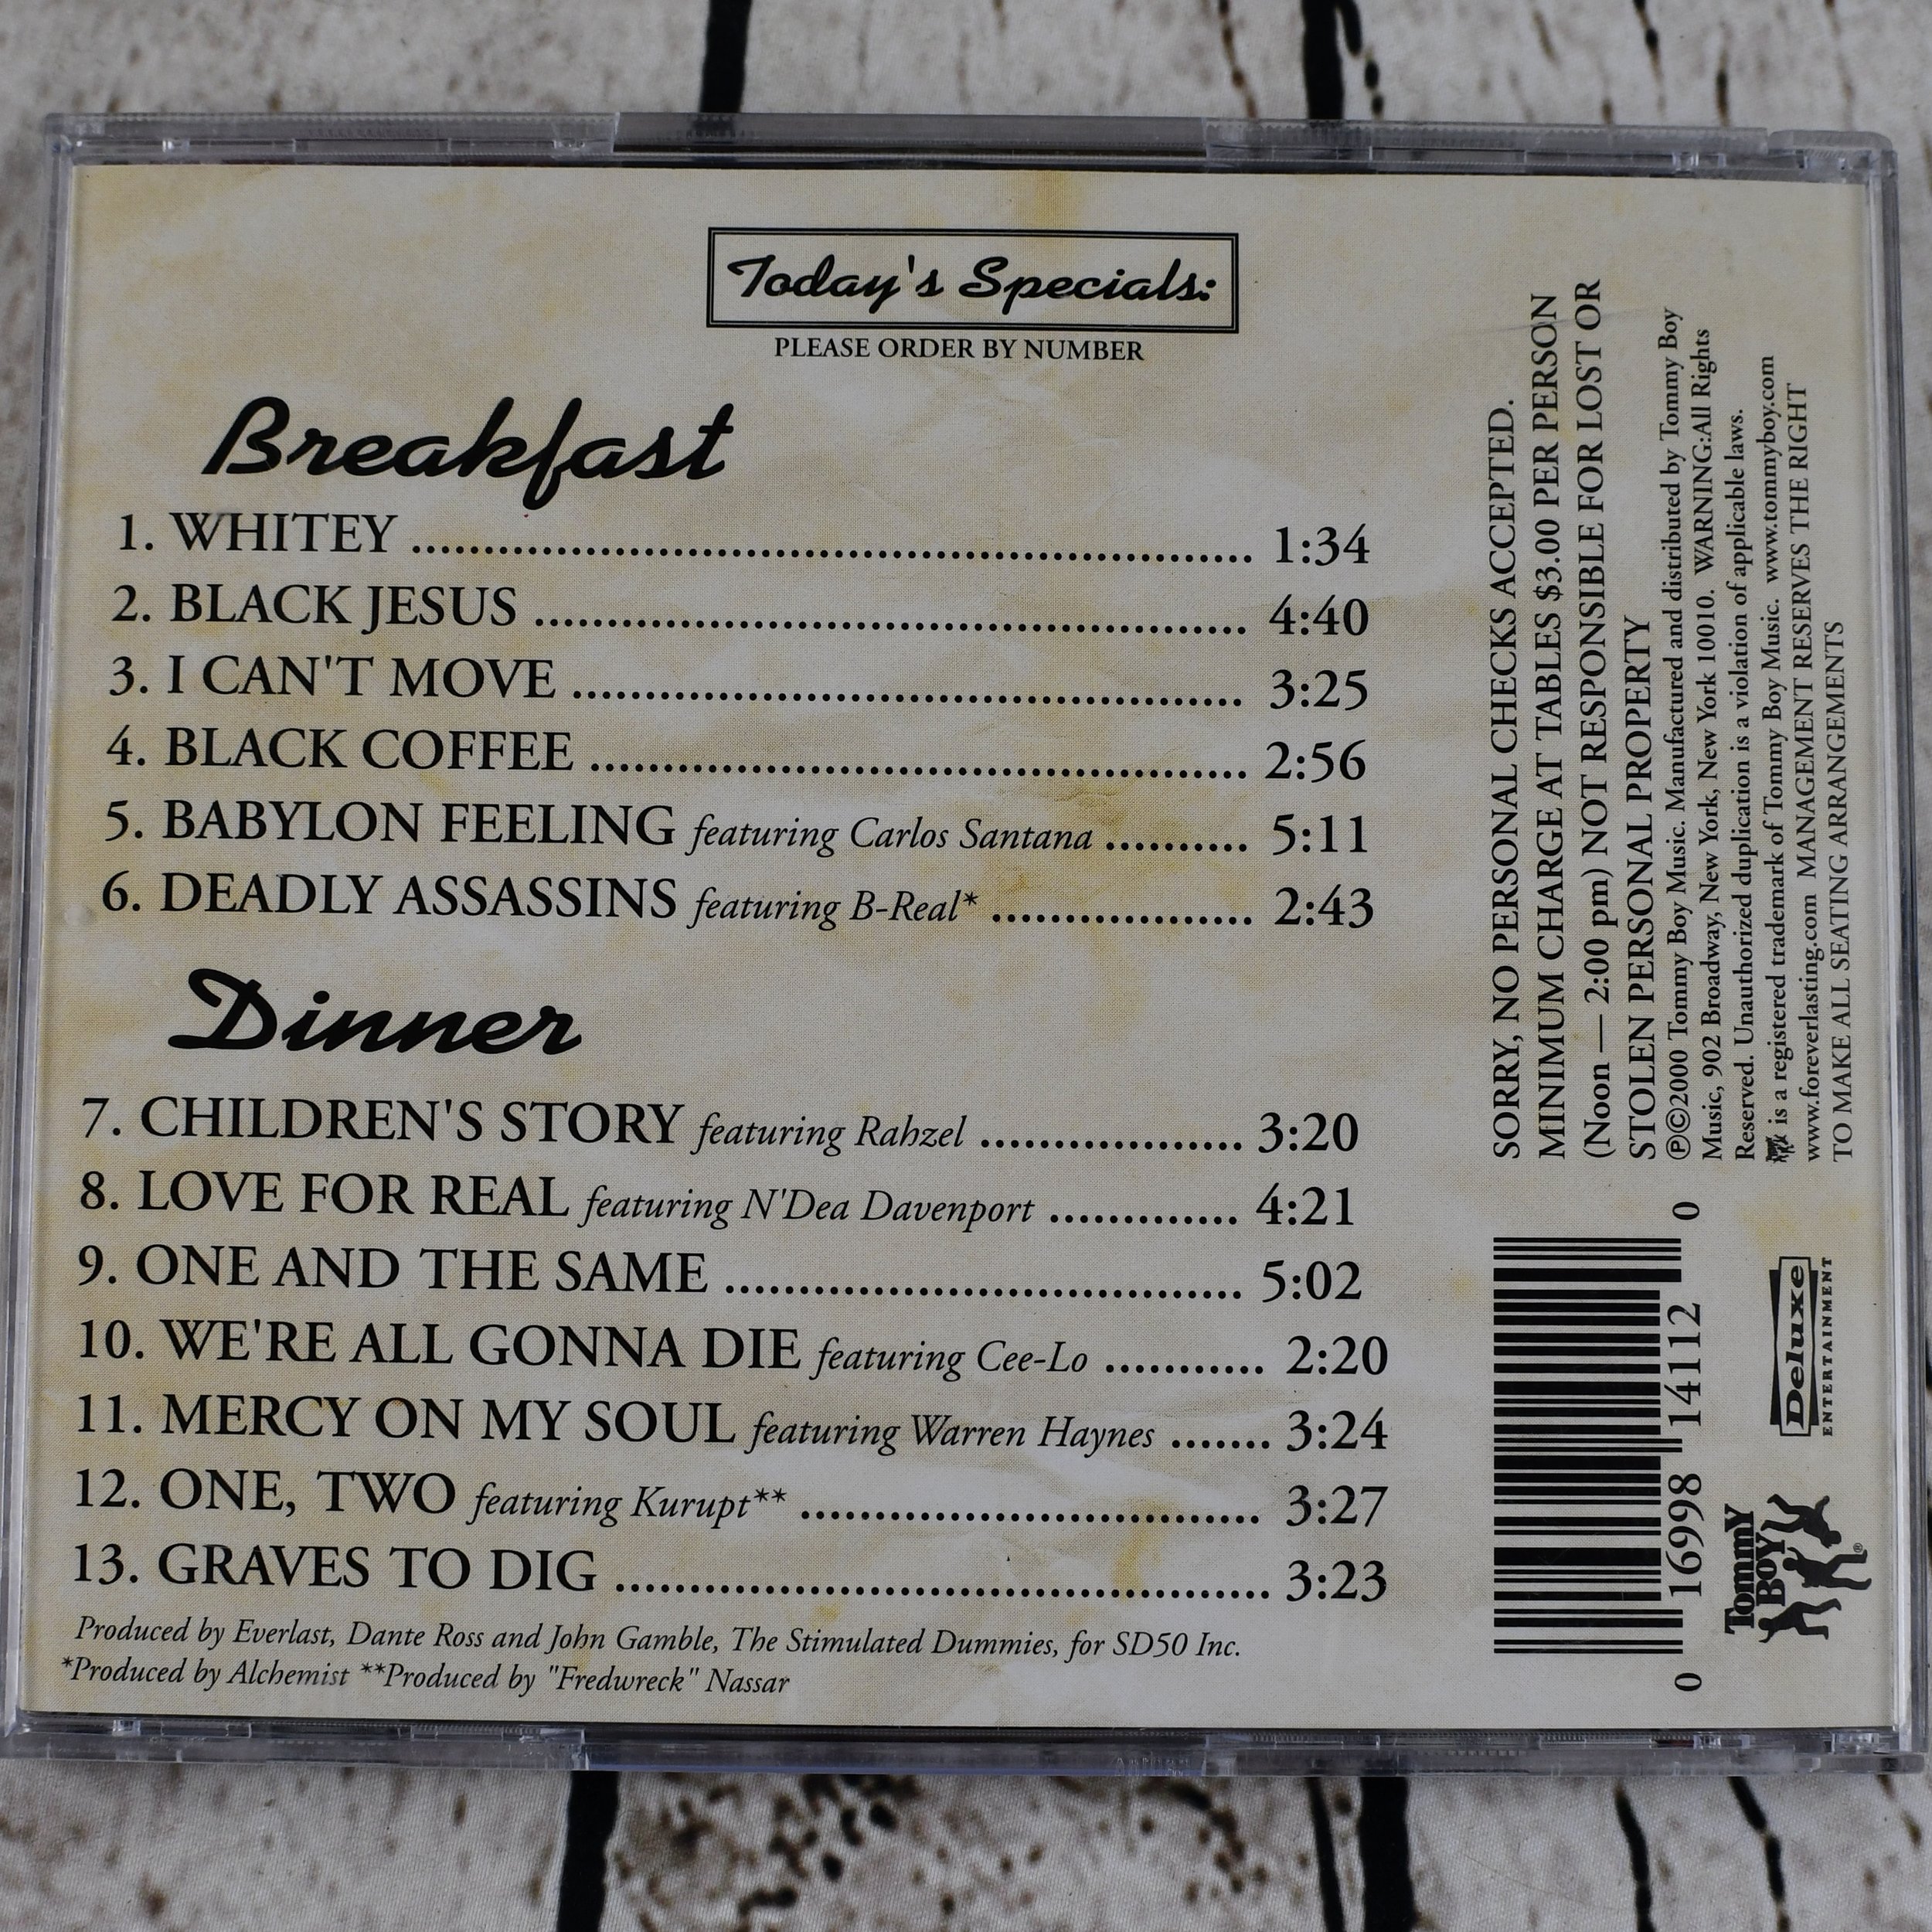 Today's Specials:
PLEASE ORDER BY NUMBER
Breakfast
1. WHITEY ........................................................... 1:34
2. BLACK JESUS ................................................. 4:40
3. I CAN'T MOVE .............................................. 3:25
4. BLACK COFFEE ............................................. 2:56
5. BABYLON FEELING featuring Carlos Santana .......... 5:11
6. DEADLY ASSASSINS featuring B-Real* .................. 2:43
Dinner
7. CHILDREN'S STORY featuring Rahzel .................. 3:20
8. LOVE FOR REAL featuring N'Dea Davenport ............. 4:21
9. ONE AND THE SAME .................................... 5:02
10. WE'RE ALL GONNA DIE featuring Cee-Lo ........... 2:20
11. MERCY ON MY SOUL featuring Warren Haynes ....... 3:24
12. ONE, TWO featuring Kurupt** ................................ 3:27
13. GRAVES TO DIG ............................................. 3:23
Produced by Everlast, Dante Ross and John Gamble, The Stimulated Dummies, for SD50 Inc.
*Produced by Alchemist **Produced by "Fredwreck" Nassar
SORRY, NO PERSONAL CHECKS ACCEPTED.
MINIMUM CHARGE AT TABLES $3.00 PER PERSON
(Noon — 2:00 pm) NOT RESPONSIBLE FOR LOST OR
STOLEN PERSONAL PROPERTY
℗©2000 Tommy Boy Music. Manufactured and distributed by Tommy Boy
Music, 902 Broadway, New York, New York 10010. WARNING:All Rights
Reserved. Unauthorized duplication is a violation of applicable laws.
is a registered trademark of Tommy Boy Music. www.tommyboy.com
www.foreverlasting.com MANAGEMENT RESERVES THE RIGHT
TO MAKE ALL SEATING ARRANGEMENTS
0 16998 14112 0
Deluxe
ENTERTAINMENT
Tommy
Boy®